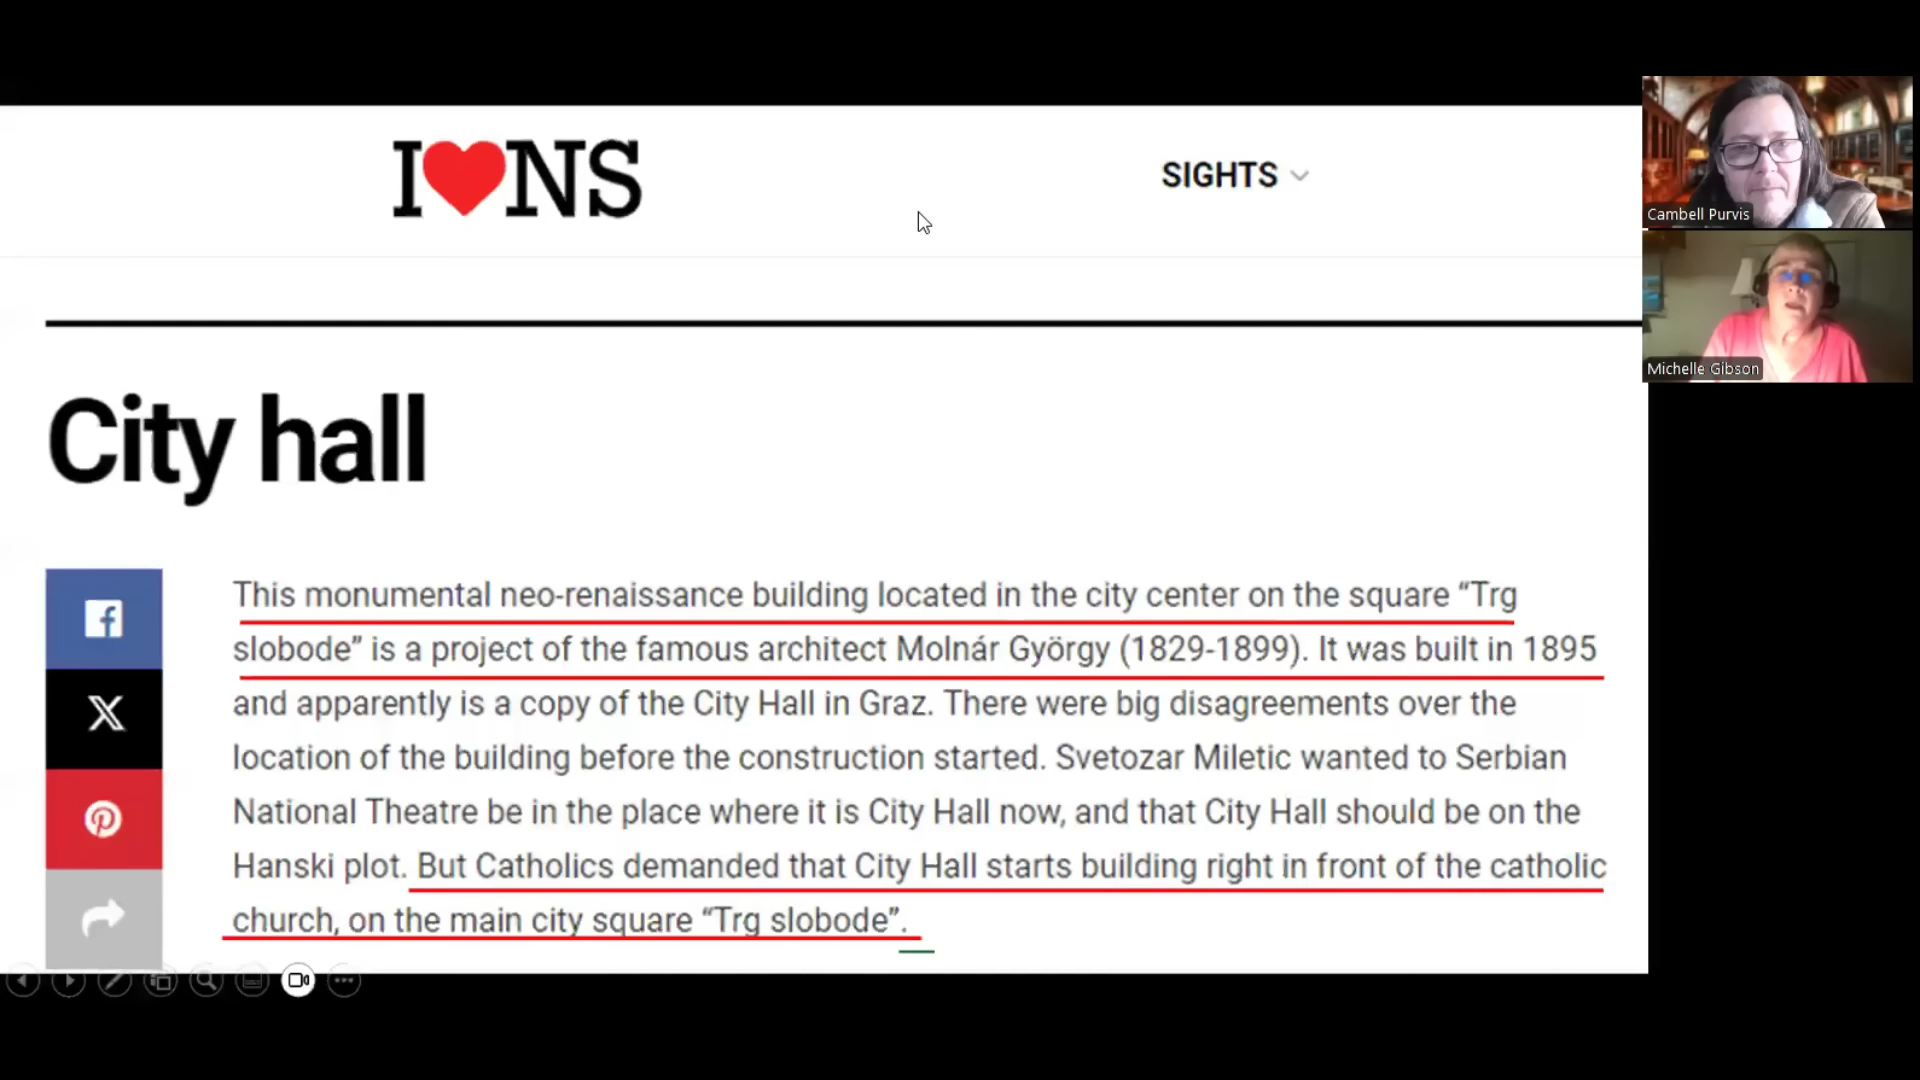 I NS
SIGHTS
Cambell Purvis
Michelle Gibson
City hall
This monumental neo-renaissance building located in the city center on the square “Trg
slobode” is a project of the famous architect Molnár György (1829-1899). It was built in 1895
and apparently is a copy of the City Hall in Graz. There were big disagreements over the
location of the building before the construction started. Svetozar Miletic wanted to Serbian
National Theatre be in the place where it is City Hall now, and that City Hall should be on the
Hanski plot. But Catholics demanded that City Hall starts building right in front of the catholic
church, on the main city square “Trg slobode”.